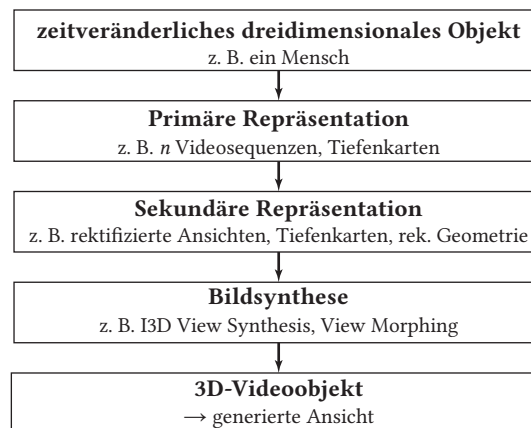 zeitveränderliches dreidimensionales Objekt
z. B. ein Mensch
Primäre Repräsentation
z. B. n Videosequenzen, Tiefenkarten
Sekundäre Repräsentation
z. B. rektifizierte Ansichten, Tiefenkarten, rek. Geometrie
Bildsynthese
z. B. I3D View Synthesis, View Morphing
3D-Videoobjekt
→ generierte Ansicht